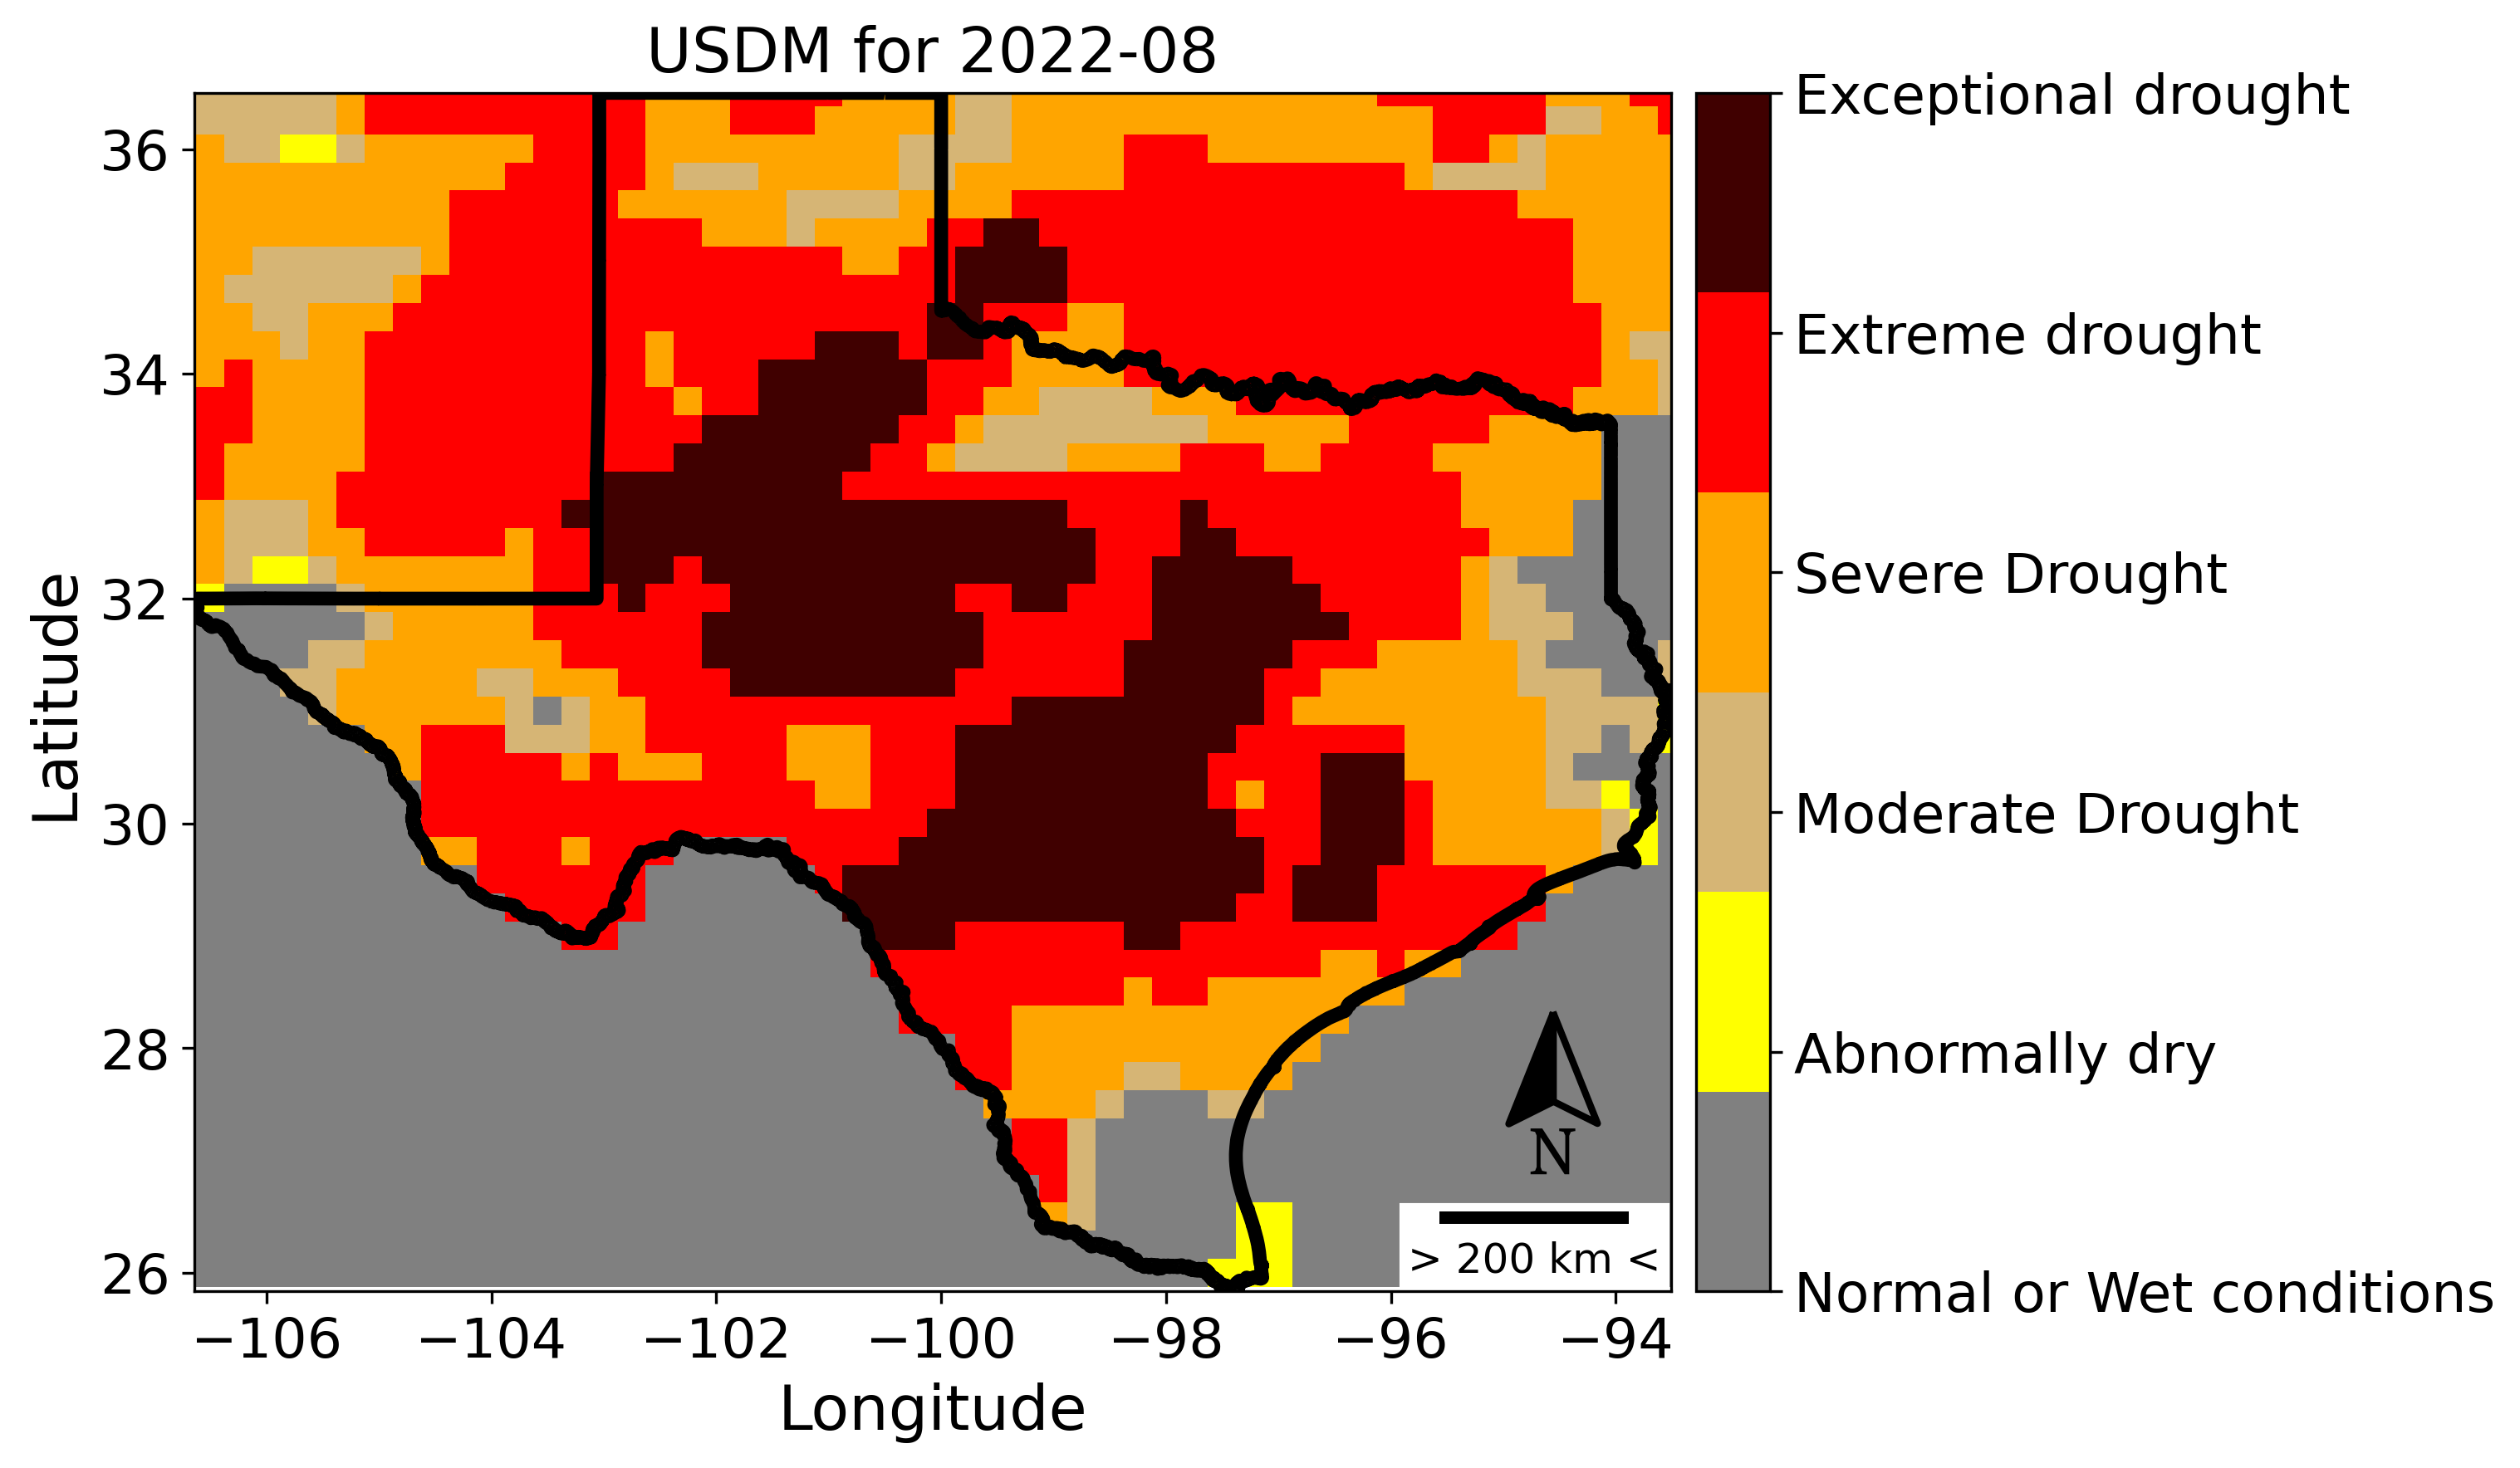 USDM for 2022-08
Latitude
36
34
32
30
28
26
−106
−104
−102
−100
−98
−96
−94
Longitude
N
> 200 km <
Exceptional drought
Extreme drought
Severe Drought
Moderate Drought
Abnormally dry
Normal or Wet conditions